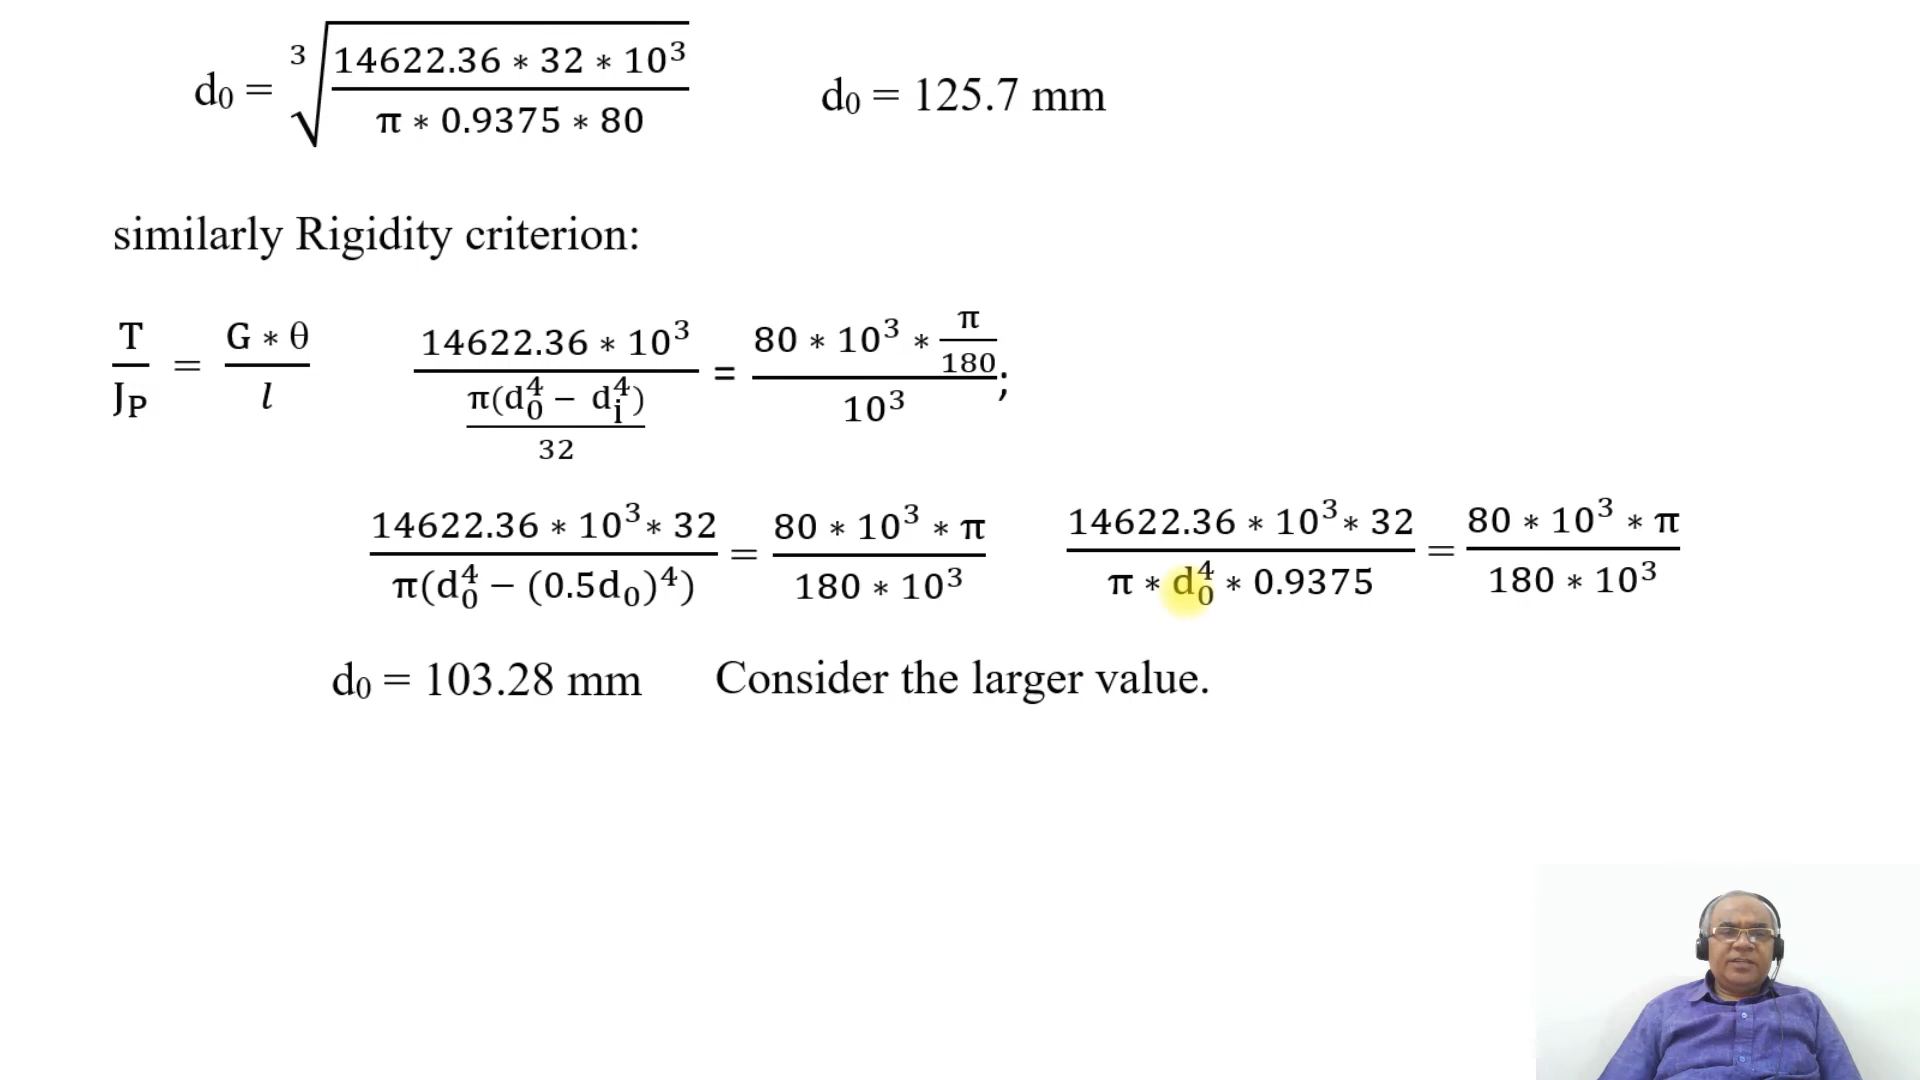 d₀ = ∛((14622.36 ∗ 32 ∗ 10³)/(π ∗ 0.9375 ∗ 80)) d₀ = 125.7 mm
similarly Rigidity criterion:
T/J_P = (G ∗ θ)/l (14622.36 ∗ 10³)/(π(d₀⁴ − dᵢ⁴)/32) = (80 ∗ 10³ ∗ π/180)/10³;
(14622.36 ∗ 10³∗ 32)/(π(d₀⁴ − (0.5d₀)⁴)) = (80 ∗ 10³ ∗ π)/(180 ∗ 10³) (14622.36 ∗ 10³∗ 32)/(π ∗ d₀⁴ ∗ 0.9375) = (80 ∗ 10³ ∗ π)/(180 ∗ 10³)
d₀ = 103.28 mm Consider the larger value.